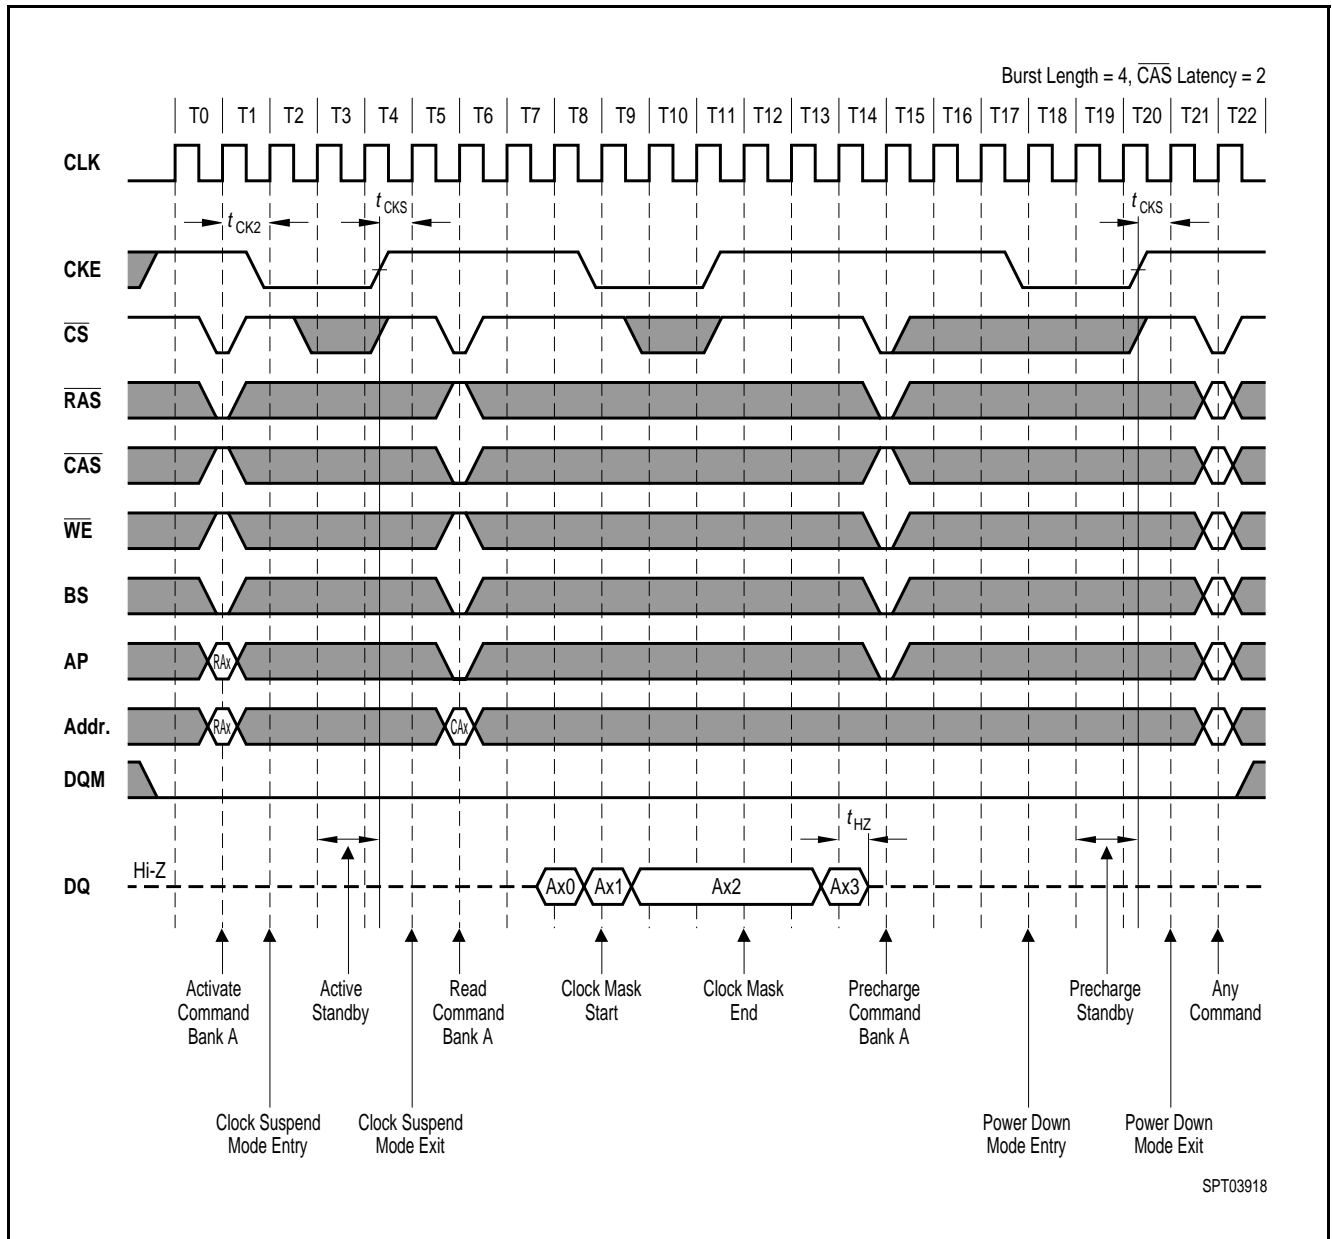 Burst Length = 4, CAS Latency = 2
T0 T1 T2 T3 T4 T5 T6 T7 T8 T9 T10 T11 T12 T13 T14 T15 T16 T17 T18 T19 T20 T21 T22
CLK
t CK2 t CKS t CKS
CKE
CS
RAS
CAS
WE
BS
AP RAx
Addr. RAx CAx
DQM
t HZ
Hi-Z
DQ Ax0 Ax1 Ax2 Ax3
Activate Active Read Clock Mask Clock Mask Precharge Precharge Any
Command Standby Command Start End Command Standby Command
Bank A Bank A Bank A
Clock Suspend Clock Suspend Power Down Power Down
Mode Entry Mode Exit Mode Entry Mode Exit
SPT03918